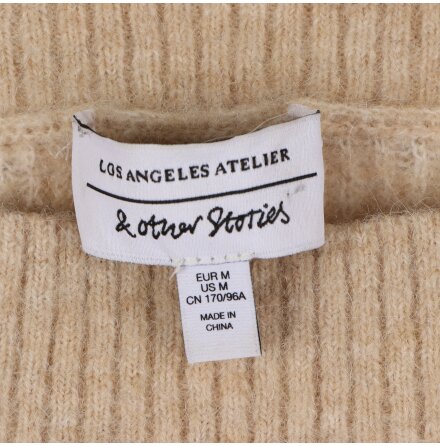 LOS ANGELES ATELIER
& other Stories
EUR M
US M
CN 170/96A
MADE IN
CHINA